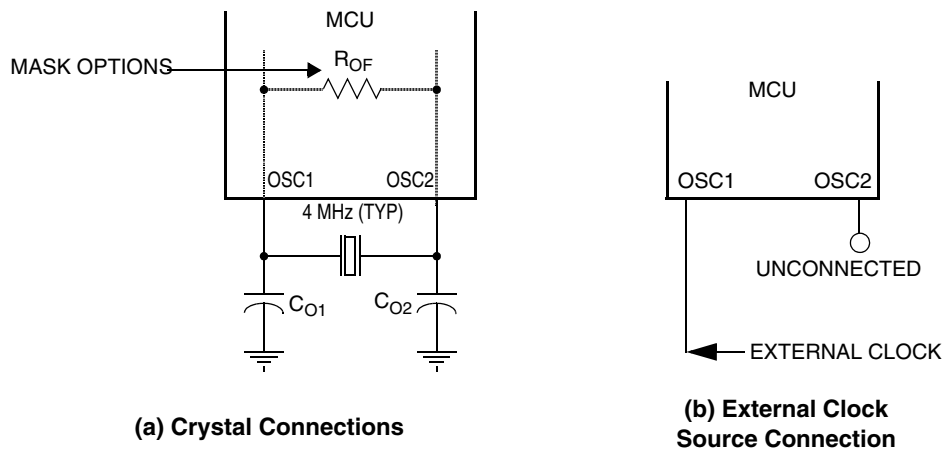 MCU
MASK OPTIONS
ROF
OSC1 OSC2
4 MHz (TYP)
CO1 CO2
(a) Crystal Connections
MCU
OSC1 OSC2
UNCONNECTED
EXTERNAL CLOCK
(b) External Clock
Source Connection